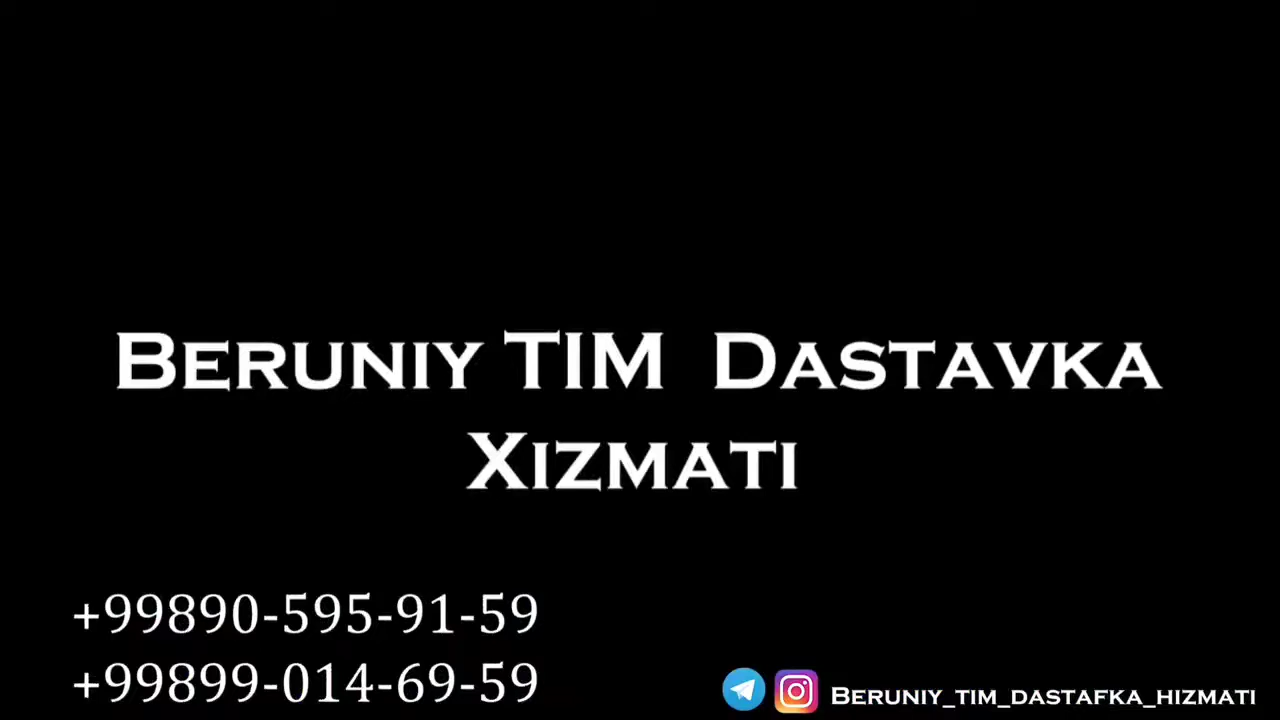 Beruniy TIM Dastavka
Xizmati
+99890-595-91-59
+99899-014-69-59
Beruniy_tim_dastafka_hizmati